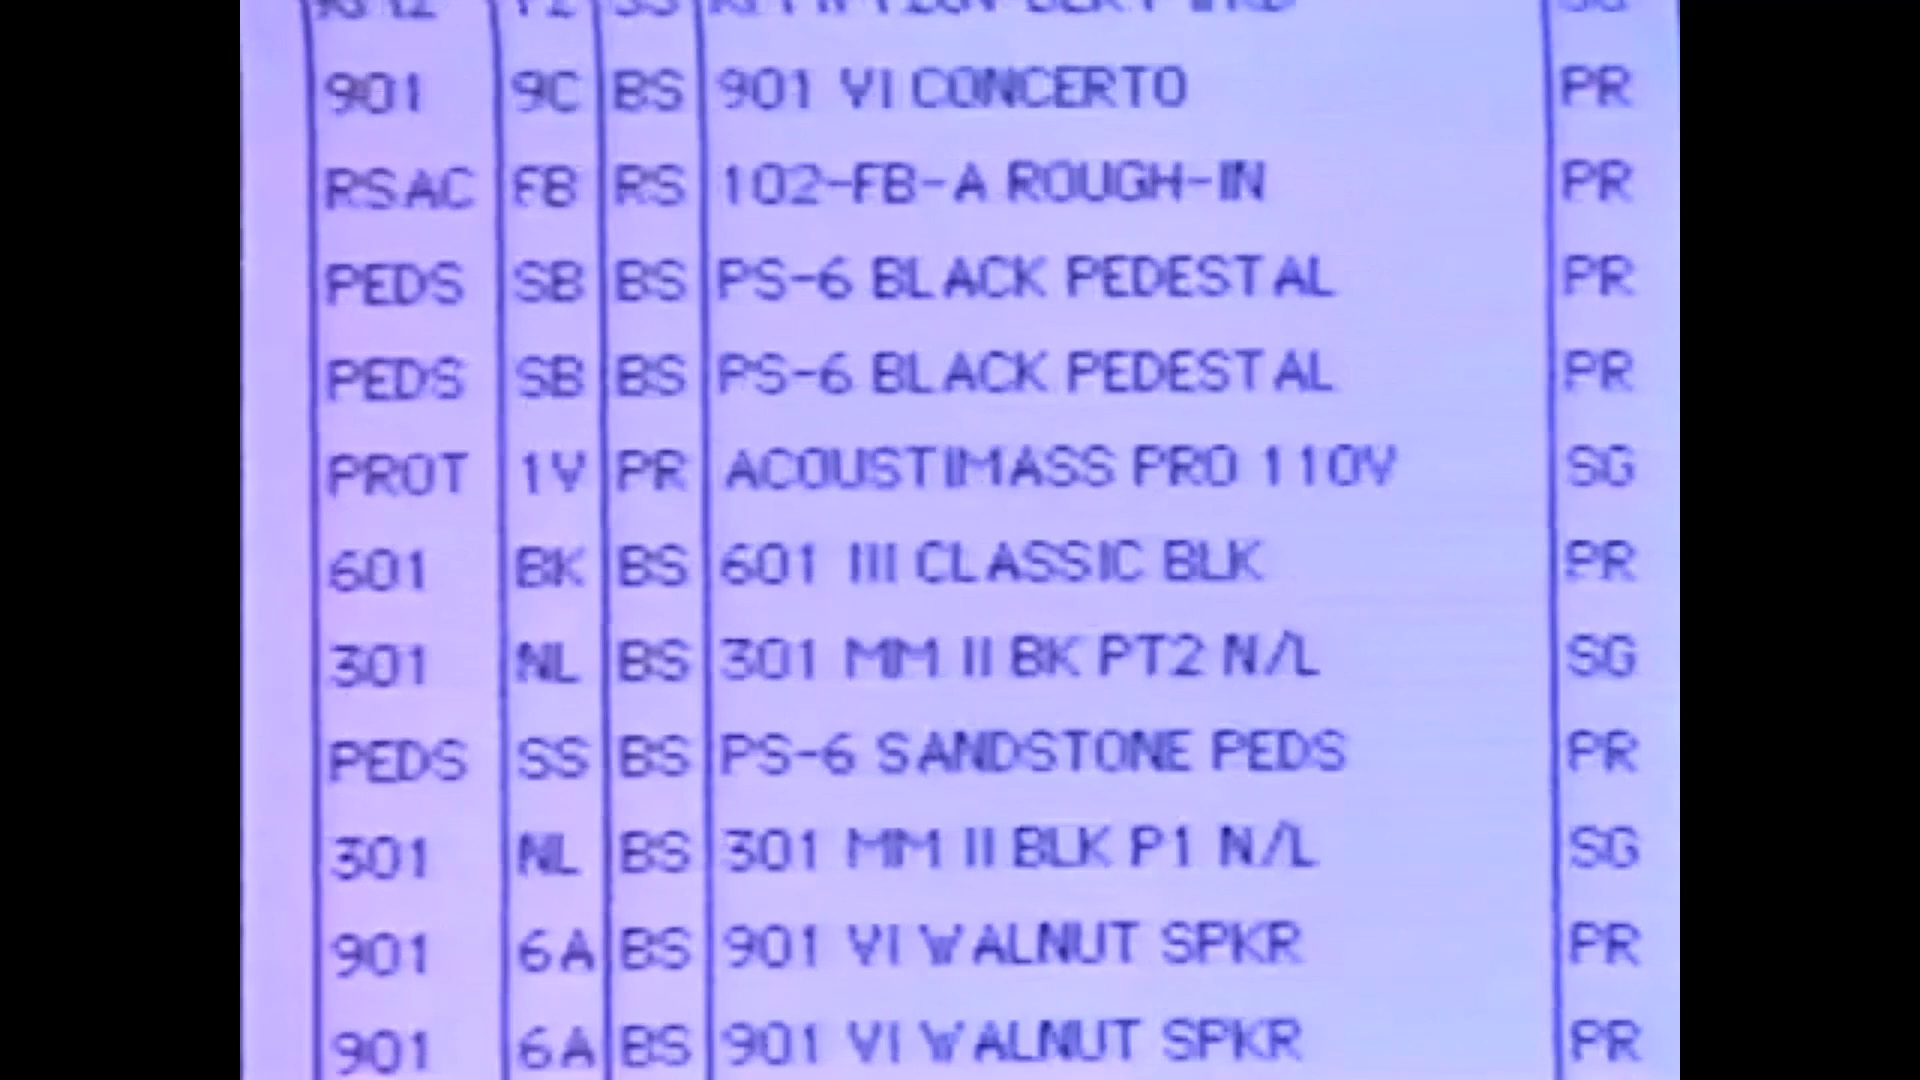 901 9C BS 901 VI CONCERTO PR
RSAC FB RS 102-FB-A ROUGH-IN PR
PEDS SB BS PS-6 BLACK PEDESTAL PR
PEDS SB BS PS-6 BLACK PEDESTAL PR
PROT 1V PR ACOUSTIMASS PRO 110V SG
601 BK BS 601 III CLASSIC BLK PR
301 NL BS 301 MM II BK PT2 N/L SG
PEDS SS BS PS-6 SANDSTONE PEDS PR
301 NL BS 301 MM II BLK P1 N/L SG
901 6A BS 901 VI WALNUT SPKR PR
901 6A BS 901 VI WALNUT SPKR PR